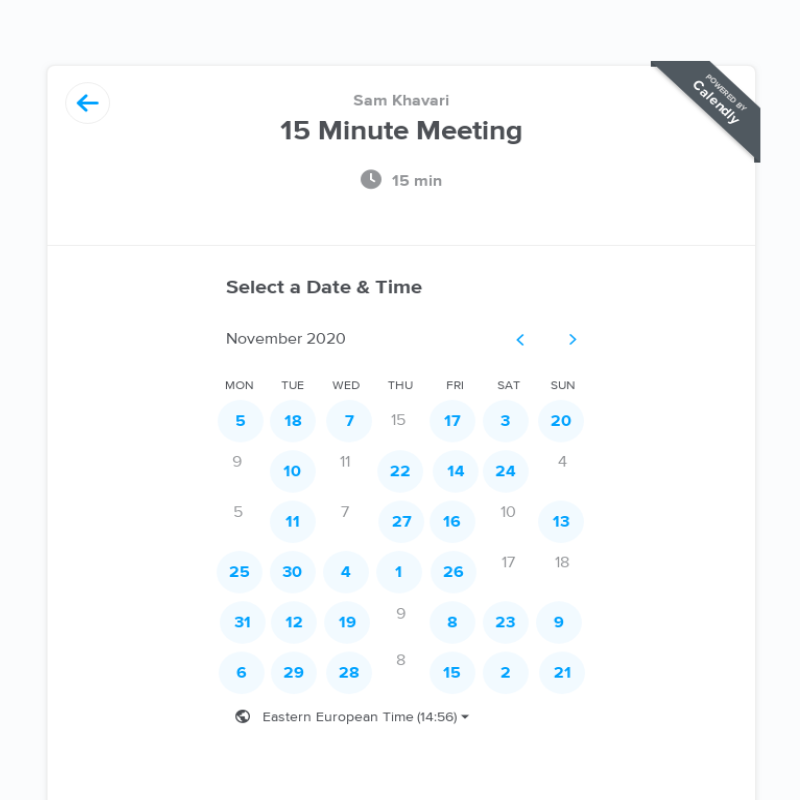 POWERED BY
Calendly
Sam Khavari
15 Minute Meeting
15 min
Select a Date & Time
November 2020
MON TUE WED THU FRI SAT SUN
5 18 7 15 17 3 20
9 10 11 22 14 24 4
5 11 7 27 16 10 13
25 30 4 1 26 17 18
31 12 19 9 8 23 9
6 29 28 8 15 2 21
Eastern European Time (14:56)